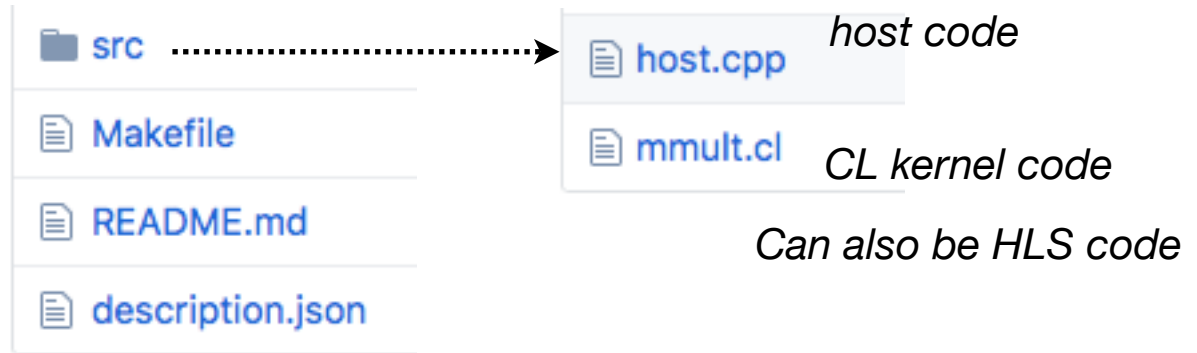 src
Makefile
README.md
description.json
host.cpp
host code
mmult.cl
CL kernel code
Can also be HLS code